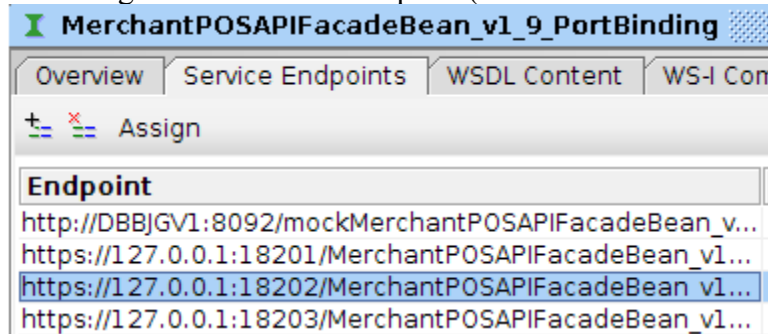 MerchantPOSAPIFacadeBean_v1_9_PortBinding
Overview Service Endpoints WSDL Content WS-I Com
Assign
Endpoint
http://DBBJGV1:8092/mockMerchantPOSAPIFacadeBean_v...
https://127.0.0.1:18201/MerchantPOSAPIFacadeBean_v1...
https://127.0.0.1:18202/MerchantPOSAPIFacadeBean_v1...
https://127.0.0.1:18203/MerchantPOSAPIFacadeBean_v1...